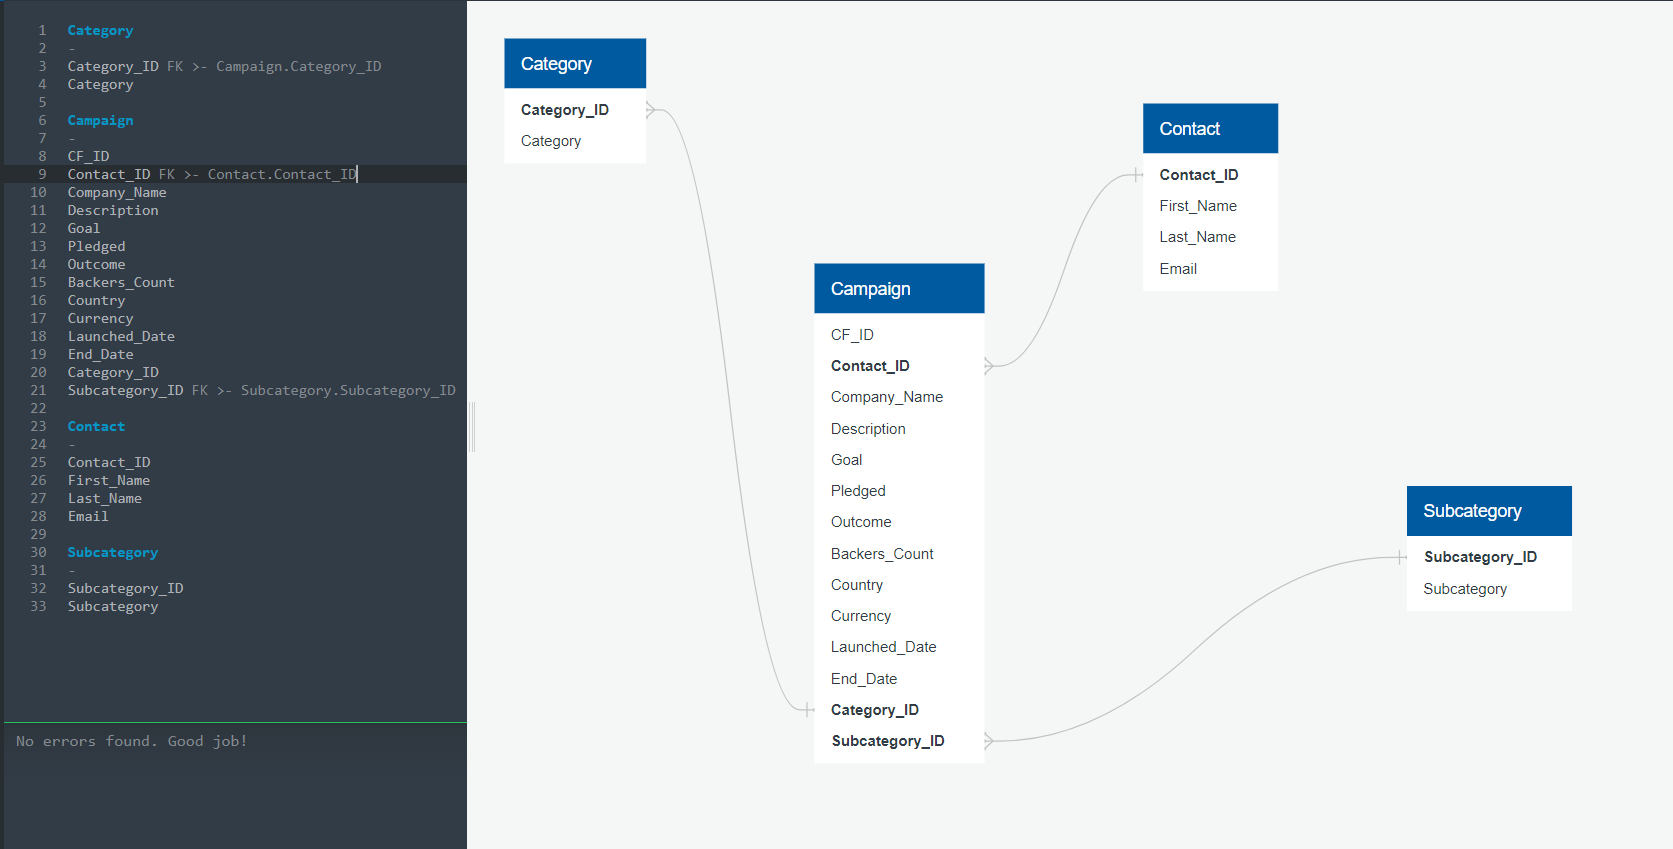 1 Category
2 -
3 Category_ID FK >- Campaign.Category_ID
4 Category
5
6 Campaign
7 -
8 CF_ID
9 Contact_ID FK >- Contact.Contact_ID
10 Company_Name
11 Description
12 Goal
13 Pledged
14 Outcome
15 Backers_Count
16 Country
17 Currency
18 Launched_Date
19 End_Date
20 Category_ID
21 Subcategory_ID FK >- Subcategory.Subcategory_ID
22
23 Contact
24 -
25 Contact_ID
26 First_Name
27 Last_Name
28 Email
29
30 Subcategory
31 -
32 Subcategory_ID
33 Subcategory
No errors found. Good job!
Category
Category_ID
Category
Campaign
CF_ID
Contact_ID
Company_Name
Description
Goal
Pledged
Outcome
Backers_Count
Country
Currency
Launched_Date
End_Date
Category_ID
Subcategory_ID
Contact
Contact_ID
First_Name
Last_Name
Email
Subcategory
Subcategory_ID
Subcategory